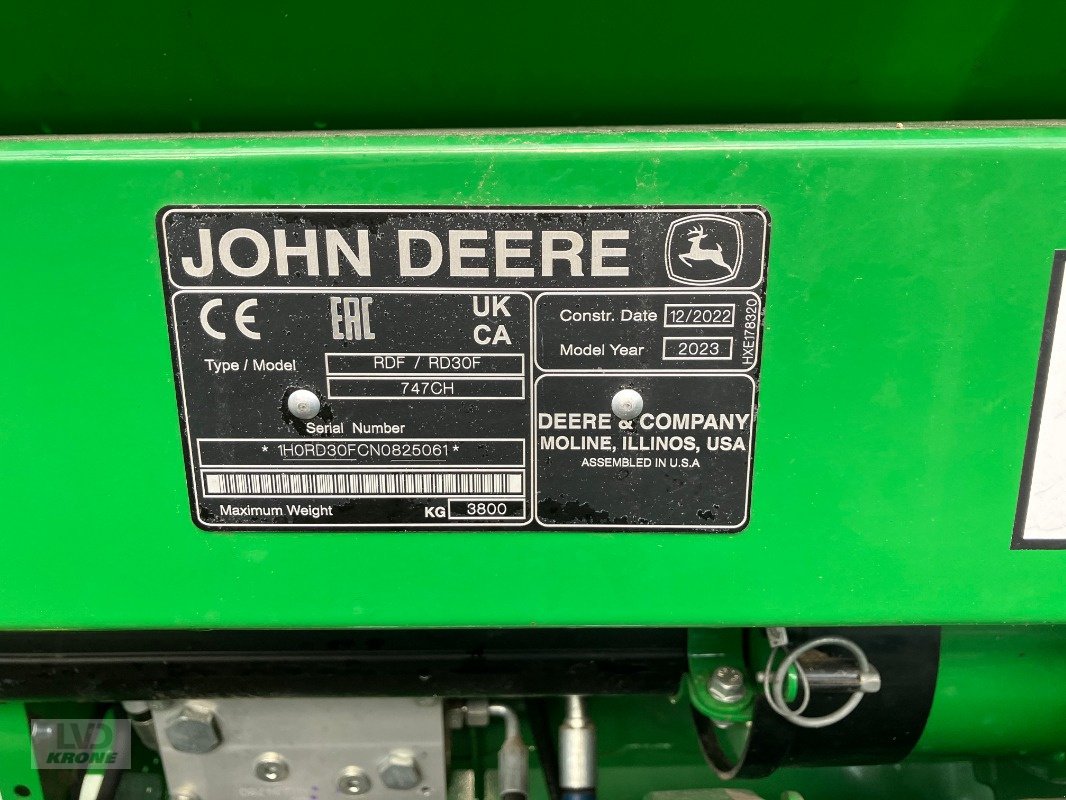 JOHN DEERE
CE
EAC
UK
CA
Type / Model
RDF / RD30F
747CH
Serial Number
* 1H0RD30FCN0825061 *
Maximum Weight KG 3800
Constr. Date 12/2022
Model Year 2023
HXE178320
DEERE & COMPANY
MOLINE, ILLINOS, USA
ASSEMBLED IN U.S.A
LVD
KRONE